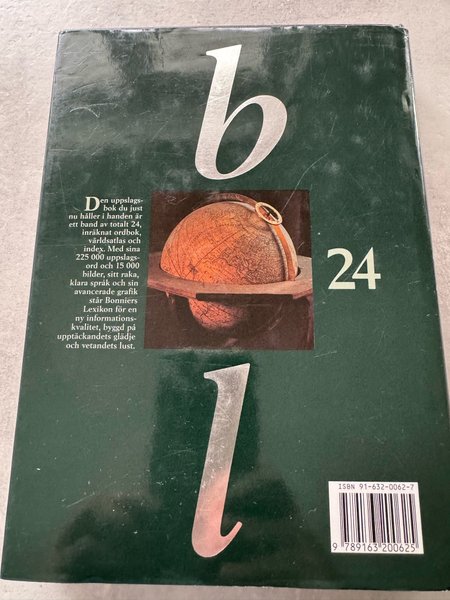 b
Den uppslags-
bok du just
nu håller i handen är
ett band av totalt 24,
inräknat ordbok,
världsatlas och
index. Med sina
225 000 uppslags-
ord och 15 000
bilder, sitt raka,
klara språk och sin
avancerade grafik
står Bonniers
Lexikon för en
ny informations-
kvalitet, byggd på
upptäckandets glädje
och vetandets lust.
24
l
ISBN 91-632-0062-7
9 789163 200625